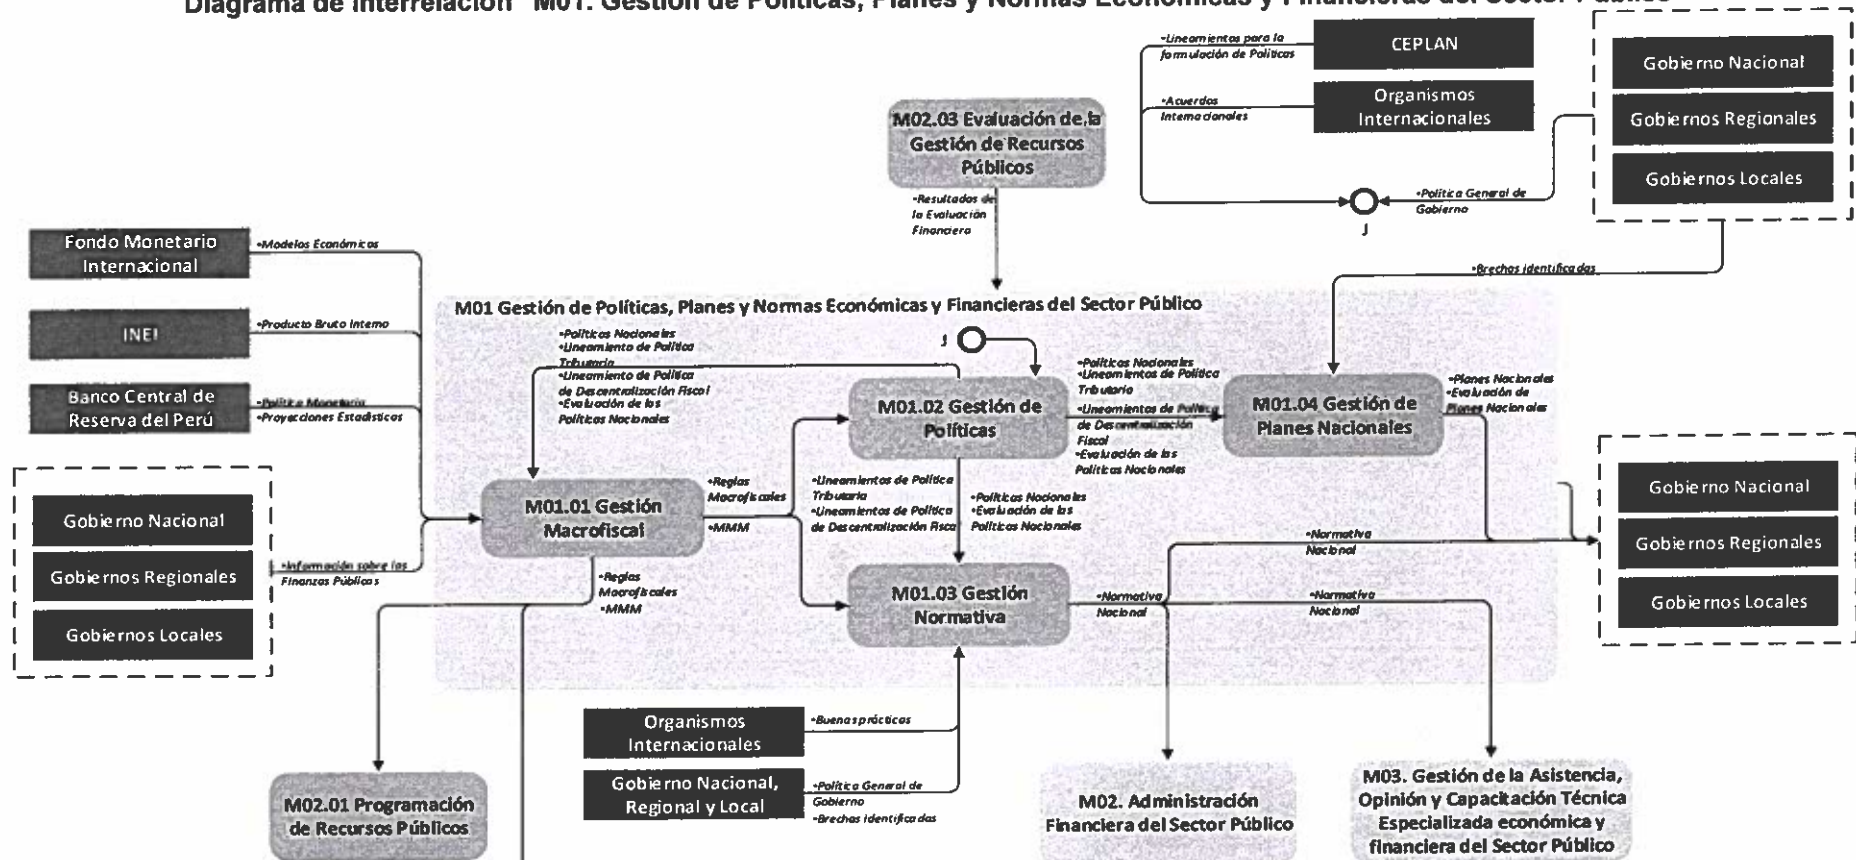 Diagrama de Interrelación "M01. Gestión de Políticas, Planes y Normas Económicas y Financieras del Sector Público"
•Lineamientos para la
formulación de Políticas
CEPLAN
•Acuerdos
Internacionales
Organismos
Internacionales
Gobierno Nacional
Gobiernos Regionales
Gobiernos Locales
•Política General de
Gobierno
J
•Brechas identificadas
M02.03 Evaluación de la
Gestión de Recursos
Públicos
•Resultados de
la Evaluación
Financiera
Fondo Monetario
Internacional
•Modelos Económicos
INEI
•Producto Bruto Interno
Banco Central de
Reserva del Perú
•Política Monetaria
•Proyecciones Estadísticas
Gobierno Nacional
Gobiernos Regionales
Gobiernos Locales
•Información sobre las
Finanzas Públicas
M01 Gestión de Políticas, Planes y Normas Económicas y Financieras del Sector Público
•Políticas Nacionales
•Lineamiento de Política
Tributaria
•Lineamiento de Política
de Descentralización Fiscal
•Evaluación de las
Políticas Nacionales
J
M01.02 Gestión de
Políticas
•Políticas Nacionales
•Lineamientos de Política
Tributaria
•Lineamientos de Política
de Descentralización
Fiscal
•Evaluación de las
Políticas Nacionales
M01.04 Gestión de
Planes Nacionales
•Planes Nacionales
•Evaluación de
Planes Nacionales
M01.01 Gestión
Macrofiscal
•Reglas
Macrofiscales
•MMM
•Lineamientos de Política
Tributaria
•Lineamientos de Política
de Descentralización Fiscal
•Políticas Nacionales
•Evaluación de las
Políticas Nacionales
•Reglas
Macrofiscales
•MMM
M01.03 Gestión
Normativa
•Normativa
Nacional
•Normativa
Nacional
•Normativa
Nacional
Gobierno Nacional
Gobiernos Regionales
Gobiernos Locales
Organismos
Internacionales
•Buenas prácticas
Gobierno Nacional,
Regional y Local
•Política General de
Gobierno
•Brechas identificadas
M02.01 Programación
de Recursos Públicos
M02. Administración
Financiera del Sector Público
M03. Gestión de la Asistencia,
Opinión y Capacitación Técnica
Especializada económica y
financiera del Sector Público